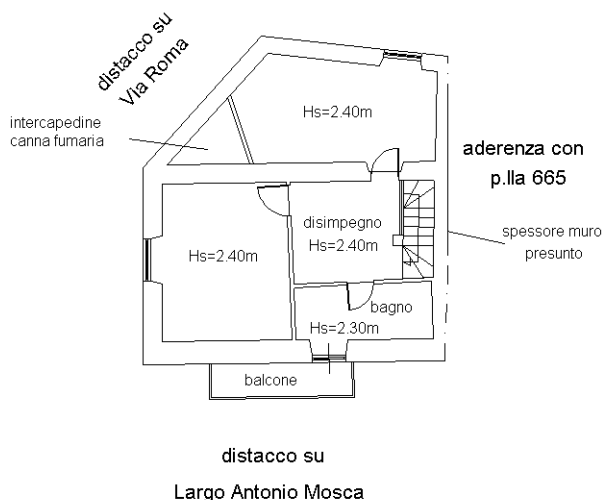 distacco su
Via Roma
intercapedine
canna fumaria
Hs=2.40m
aderenza con
p.lla 665
spessore muro
presunto
disimpegno
Hs=2.40m
Hs=2.40m
bagno
Hs=2.30m
balcone
distacco su
Largo Antonio Mosca